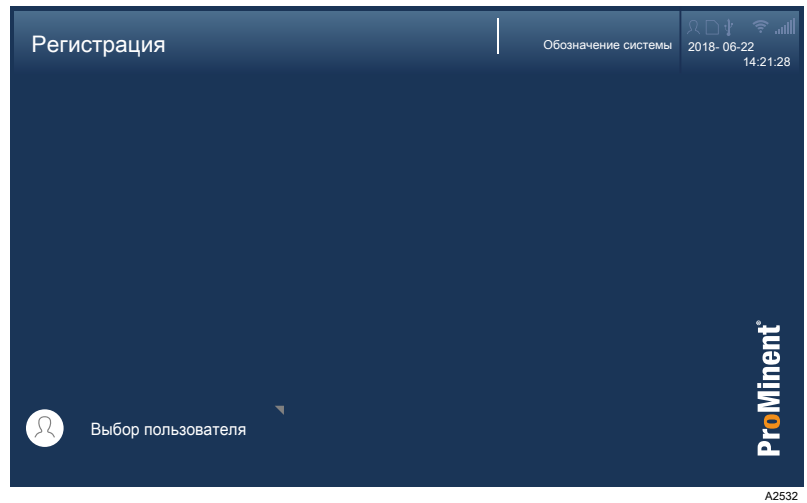 Регистрация
Обозначение системы
2018- 06-22
14:21:28
Выбор пользователя
ProMinent®
A2532